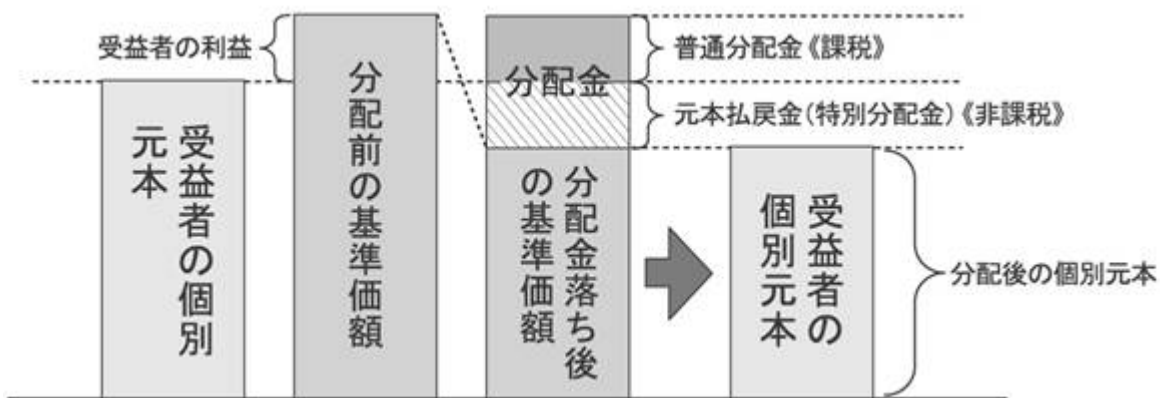 受益者の利益
受益者の個別
元本
分配前の基準価額
分配金
分配金落ち後
の基準価額
普通分配金《課税》
元本払戻金(特別分配金)《非課税》
受益者の
個別元本
分配後の個別元本